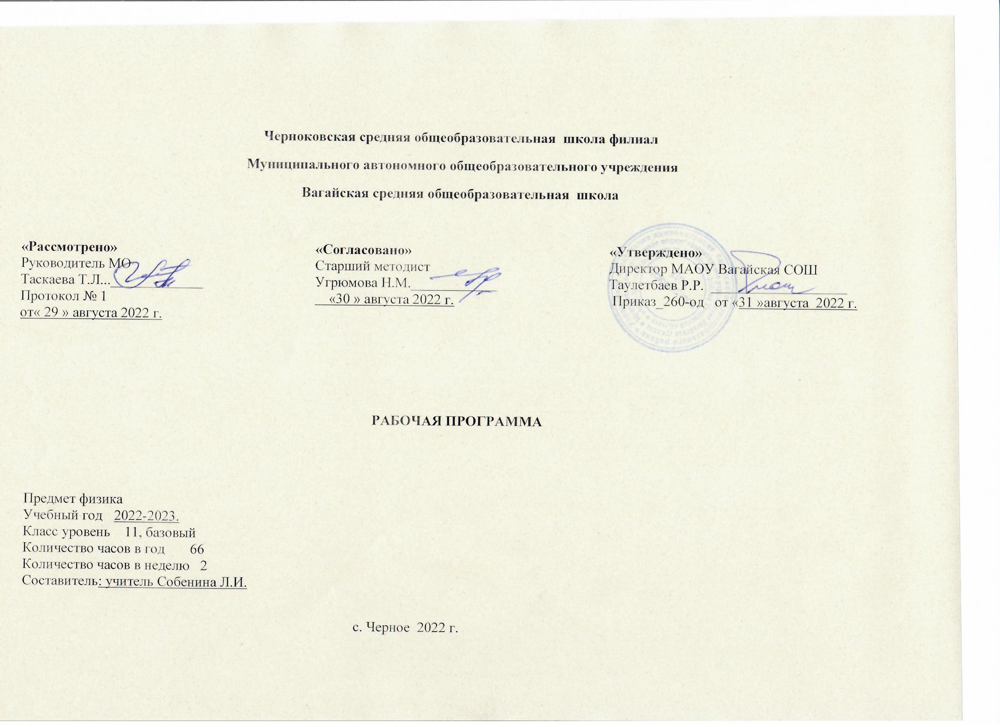 Черноковская средняя общеобразовательная школа филиал
Муниципального автономного общеобразовательного учреждения
Вагайская средняя общеобразовательная школа
«Рассмотрено»
Руководитель МО
Таскаева Т.Л...
Протокол № 1
от« 29 » августа 2022 г.
«Согласовано»
Старший методист
Угрюмова Н.М.
«30 » августа 2022 г.
«Утверждено»
Директор МАОУ Вагайская СОШ
Таулетбаев Р.Р.
Приказ_260-од от «31 »августа 2022 г.
РАБОЧАЯ ПРОГРАММА
Предмет физика
Учебный год 2022-2023.
Класс уровень 11, базовый
Количество часов в год 66
Количество часов в неделю 2
Составитель: учитель Собенина Л.И.
с. Черное 2022 г.